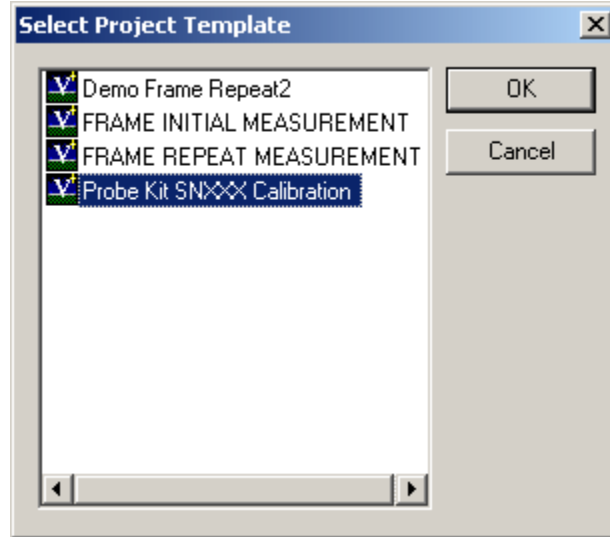 Select Project Template
Demo Frame Repeat2
OK
FRAME INITIAL MEASUREMENT
FRAME REPEAT MEASUREMENT
Cancel
Probe Kit SNXXX Calibration